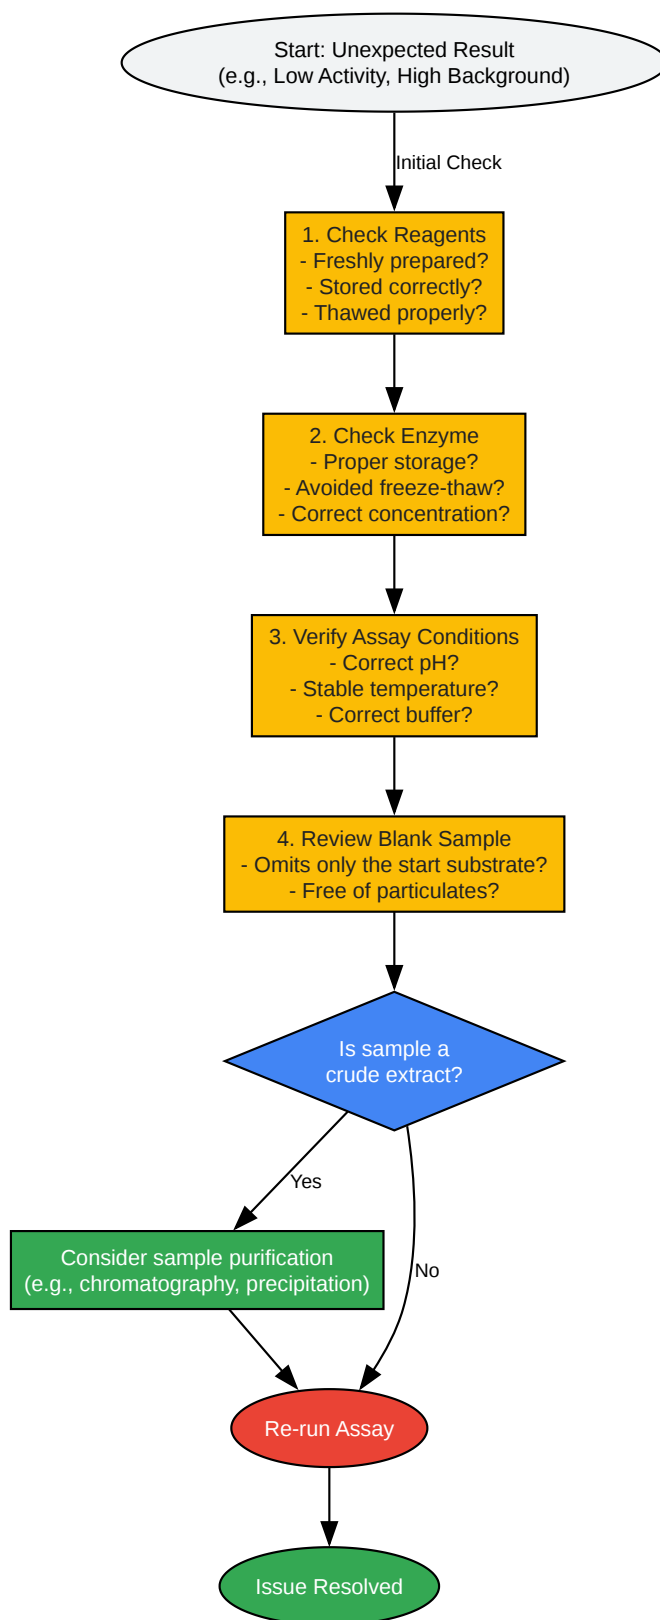 Start: Unexpected Result
(e.g., Low Activity, High Background)
Initial Check
1. Check Reagents
- Freshly prepared?
- Stored correctly?
- Thawed properly?
2. Check Enzyme
- Proper storage?
- Avoided freeze-thaw?
- Correct concentration?
3. Verify Assay Conditions
- Correct pH?
- Stable temperature?
- Correct buffer?
4. Review Blank Sample
- Omits only the start substrate?
- Free of particulates?
Is sample a
crude extract?
Yes
Consider sample purification
(e.g., chromatography, precipitation)
No
Re-run Assay
Issue Resolved